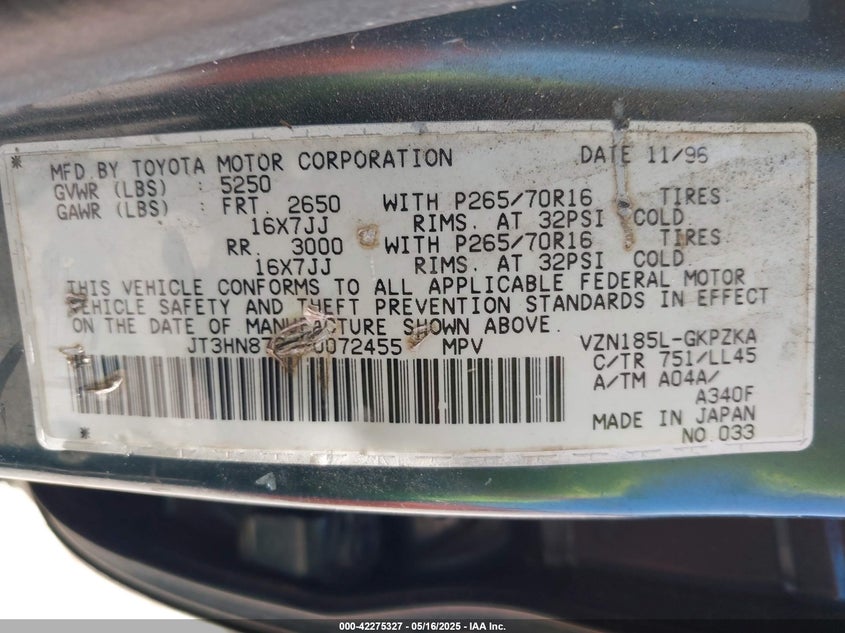 * MFD. BY TOYOTA MOTOR CORPORATION DATE 11/96
GVWR (LBS) : 5250
GAWR (LBS) : FRT. 2650 WITH P265/70R16 TIRES.
16X7JJ RIMS. AT 32PSI COLD.
RR. 3000 WITH P265/70R16 TIRES.
16X7JJ RIMS. AT 32PSI COLD.
THIS VEHICLE CONFORMS TO ALL APPLICABLE FEDERAL MOTOR
VEHICLE SAFETY AND THEFT PREVENTION STANDARDS IN EFFECT
ON THE DATE OF MANUFACTURE SHOWN ABOVE.
JT3HN87 0072455 MPV
VZN185L-GKPZKA
C/TR 751/LL45
A/TM A04A/
A340F
MADE IN JAPAN
* NO.033
000-42275327 - 05/16/2025 - IAA Inc.